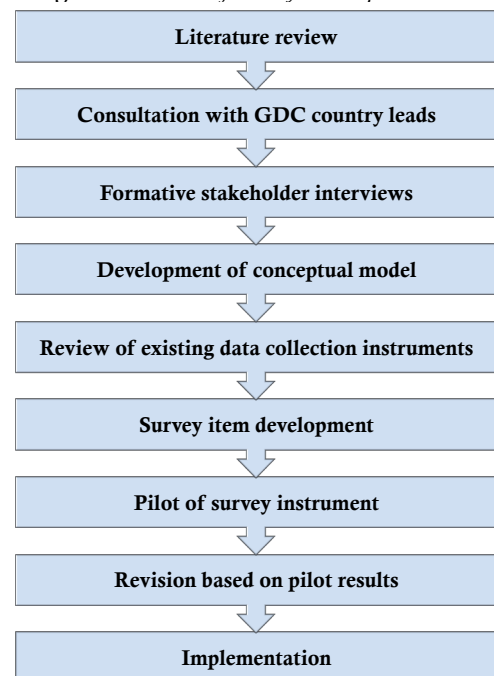 Literature review
Consultation with GDC country leads
Formative stakeholder interviews
Development of conceptual model
Review of existing data collection instruments
Survey item development
Pilot of survey instrument
Revision based on pilot results
Implementation